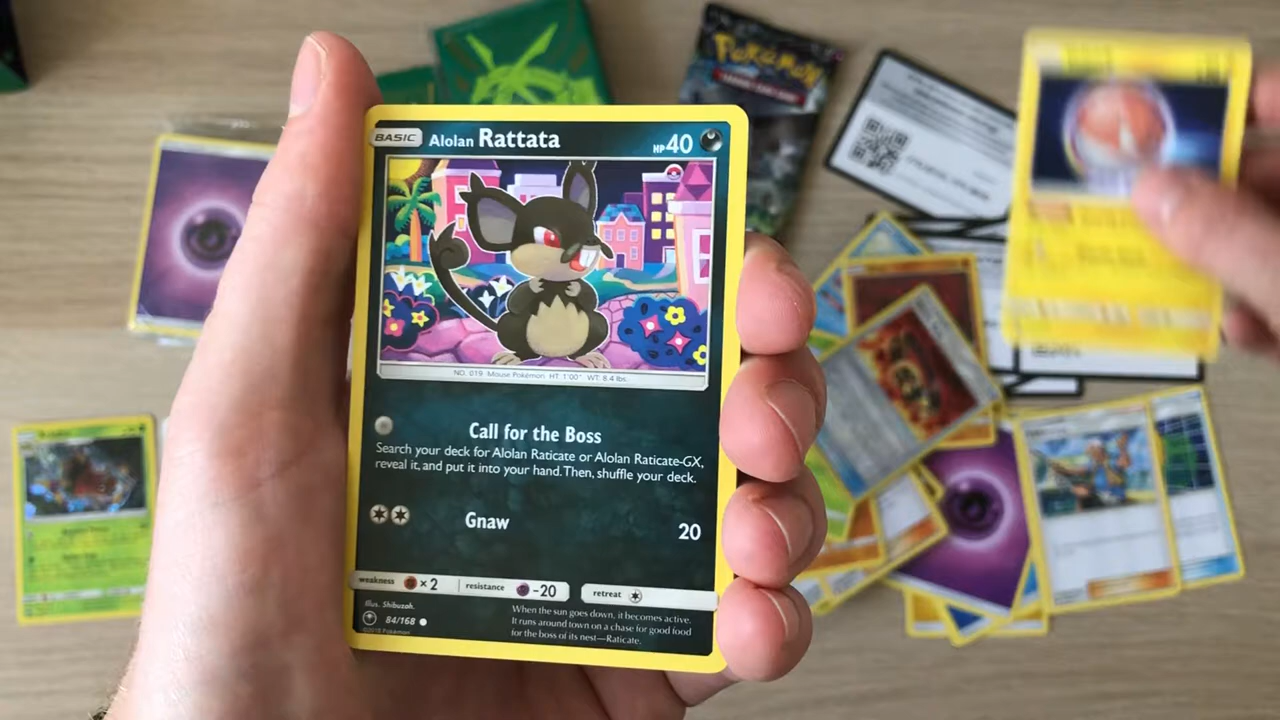 Pokémon
BASIC Alolan Rattata HP 40
NO. 019 Mouse Pokémon HT: 1'00" WT: 8.4 lbs.
Call for the Boss
Search your deck for Alolan Raticate or Alolan Raticate-GX,
reveal it, and put it into your hand. Then, shuffle your deck.
Gnaw 20
weakness ×2 resistance -20 retreat
Illus. Shibuzoh.
84/168
©2018 Pokémon
When the sun goes down, it becomes active.
It runs around town on a chase for good food
for the boss of its nest—Raticate.